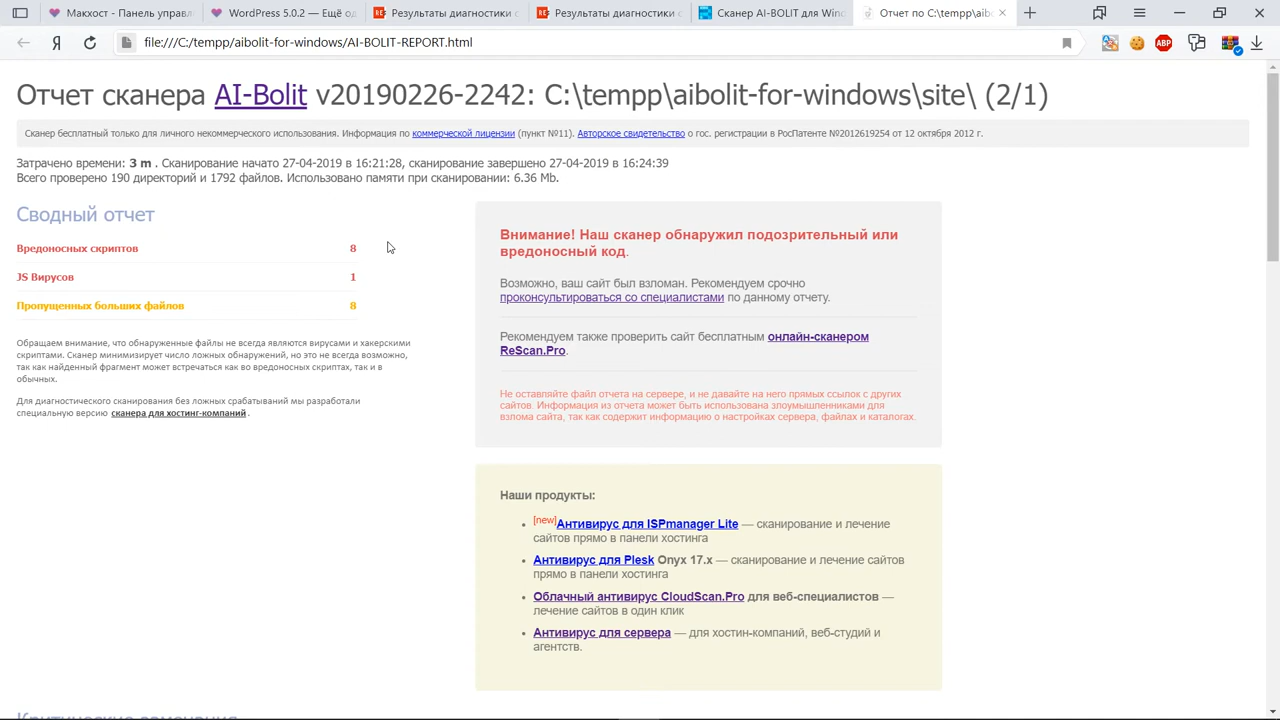 Макхост - Панель управл
WordPress 5.0.2 — Ещё од
Результаты диагностики б
Результаты диагностики с
Сканер AI-BOLIT для Wind
Отчет по C:\tempp\aibo
file:///C:/tempp/aibolit-for-windows/AI-BOLIT-REPORT.html
Отчет сканера AI-Bolit v20190226-2242: C:\tempp\aibolit-for-windows\site\ (2/1)
Сканер бесплатный только для личного некоммерческого использования. Информация по коммерческой лицензии (пункт №11). Авторское свидетельство о гос. регистрации в РосПатенте №2012619254 от 12 октября 2012 г.
Затрачено времени: 3 m . Сканирование начато 27-04-2019 в 16:21:28, сканирование завершено 27-04-2019 в 16:24:39
Всего проверено 190 директорий и 1792 файлов. Использовано памяти при сканировании: 6.36 Mb.
Сводный отчет
Вредоносных скриптов 8
JS Вирусов 1
Пропущенных больших файлов 8
Обращаем внимание, что обнаруженные файлы не всегда являются вирусами и хакерскими
скриптами. Сканер минимизирует число ложных обнаружений, но это не всегда возможно,
так как найденный фрагмент может встречаться как во вредоносных скриптах, так и в
обычных.
Для диагностического сканирования без ложных срабатываний мы разработали
специальную версию сканера для хостинг-компаний.
Внимание! Наш сканер обнаружил подозрительный или
вредоносный код.
Возможно, ваш сайт был взломан. Рекомендуем срочно
проконсультироваться со специалистами по данному отчету.
Рекомендуем также проверить сайт бесплатным онлайн-сканером
ReScan.Pro.
Не оставляйте файл отчета на сервере, и не давайте на него прямых ссылок с других
сайтов. Информация из отчета может быть использована злоумышленниками для
взлома сайта, так как содержит информацию о настройках сервера, файлах и каталогах.
Наши продукты:
[new]Антивирус для ISPmanager Lite — сканирование и лечение
сайтов прямо в панели хостинга
Антивирус для Plesk Onyx 17.x — сканирование и лечение сайтов
прямо в панели хостинга
Облачный антивирус CloudScan.Pro для веб-специалистов —
лечение сайтов в один клик
Антивирус для сервера — для хостин-компаний, веб-студий и
агентств.
Критические замечания